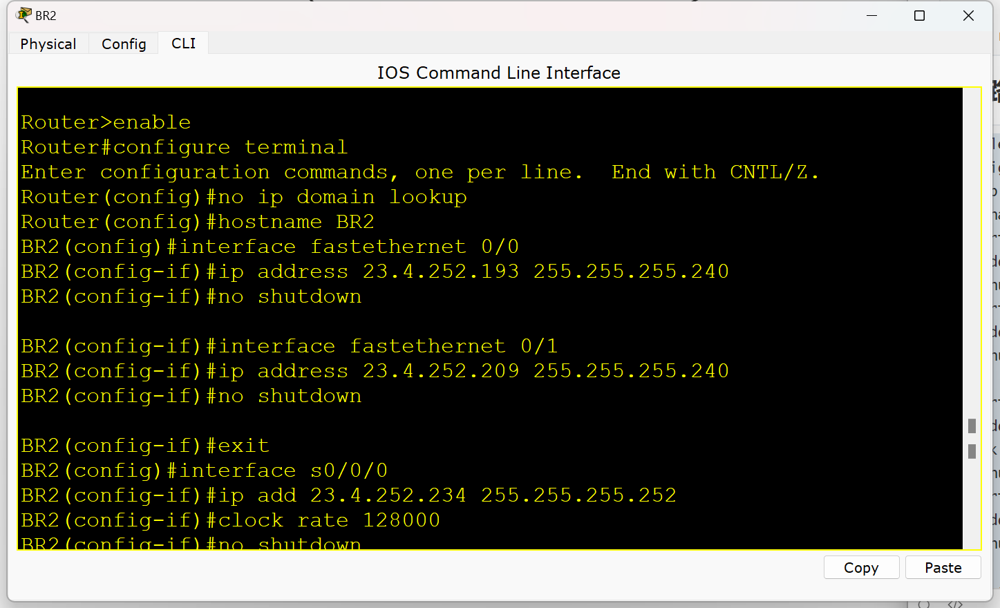 BR2
Physical Config CLI
IOS Command Line Interface
Router>enable
Router#configure terminal
Enter configuration commands, one per line.  End with CNTL/Z.
Router(config)#no ip domain lookup
Router(config)#hostname BR2
BR2(config)#interface fastethernet 0/0
BR2(config-if)#ip address 23.4.252.193 255.255.255.240
BR2(config-if)#no shutdown
BR2(config-if)#interface fastethernet 0/1
BR2(config-if)#ip address 23.4.252.209 255.255.255.240
BR2(config-if)#no shutdown
BR2(config-if)#exit
BR2(config)#interface s0/0/0
BR2(config-if)#ip add 23.4.252.234 255.255.255.252
BR2(config-if)#clock rate 128000
BR2(config-if)#no shutdown
Copy Paste